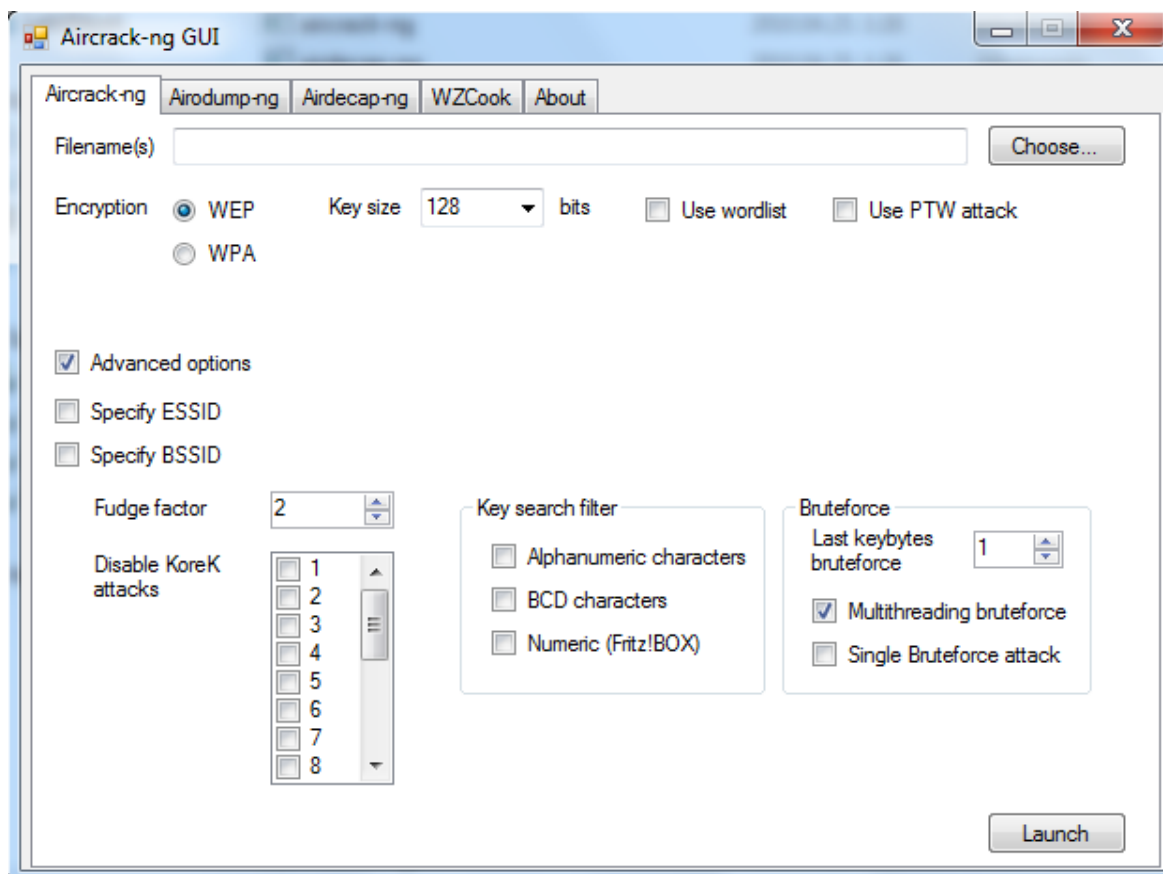 Aircrack-ng GUI
Aircrack-ng Airodump-ng Airdecap-ng WZCook About
Filename(s) Choose...
Encryption WEP Key size 128 bits Use wordlist Use PTW attack
WPA
Advanced options
Specify ESSID
Specify BSSID
Fudge factor 2
Disable KoreK
attacks
1
2
3
4
5
6
7
8
Key search filter
Alphanumeric characters
BCD characters
Numeric (Fritz!BOX)
Bruteforce
Last keybytes
bruteforce 1
Multithreading bruteforce
Single Bruteforce attack
Launch